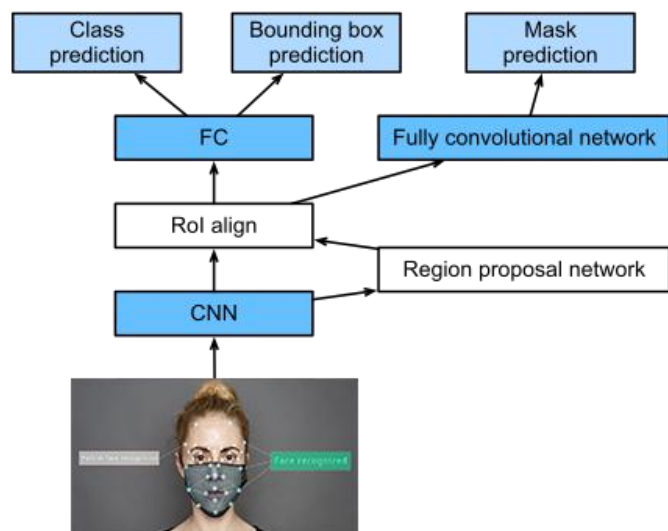 Class
prediction
Bounding box
prediction
Mask
prediction
FC
Fully convolutional network
RoI align
Region proposal network
CNN
Face recognized